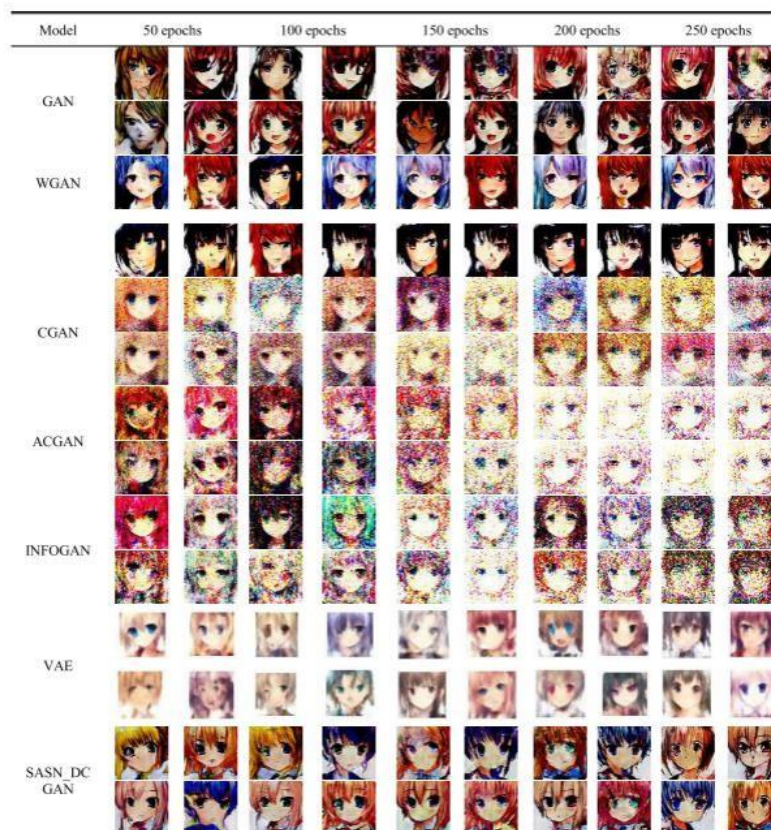 Model 50 epochs 100 epochs 150 epochs 200 epochs 250 epochs
GAN
WGAN
CGAN
ACGAN
INFOGAN
VAE
SASN_DC
GAN